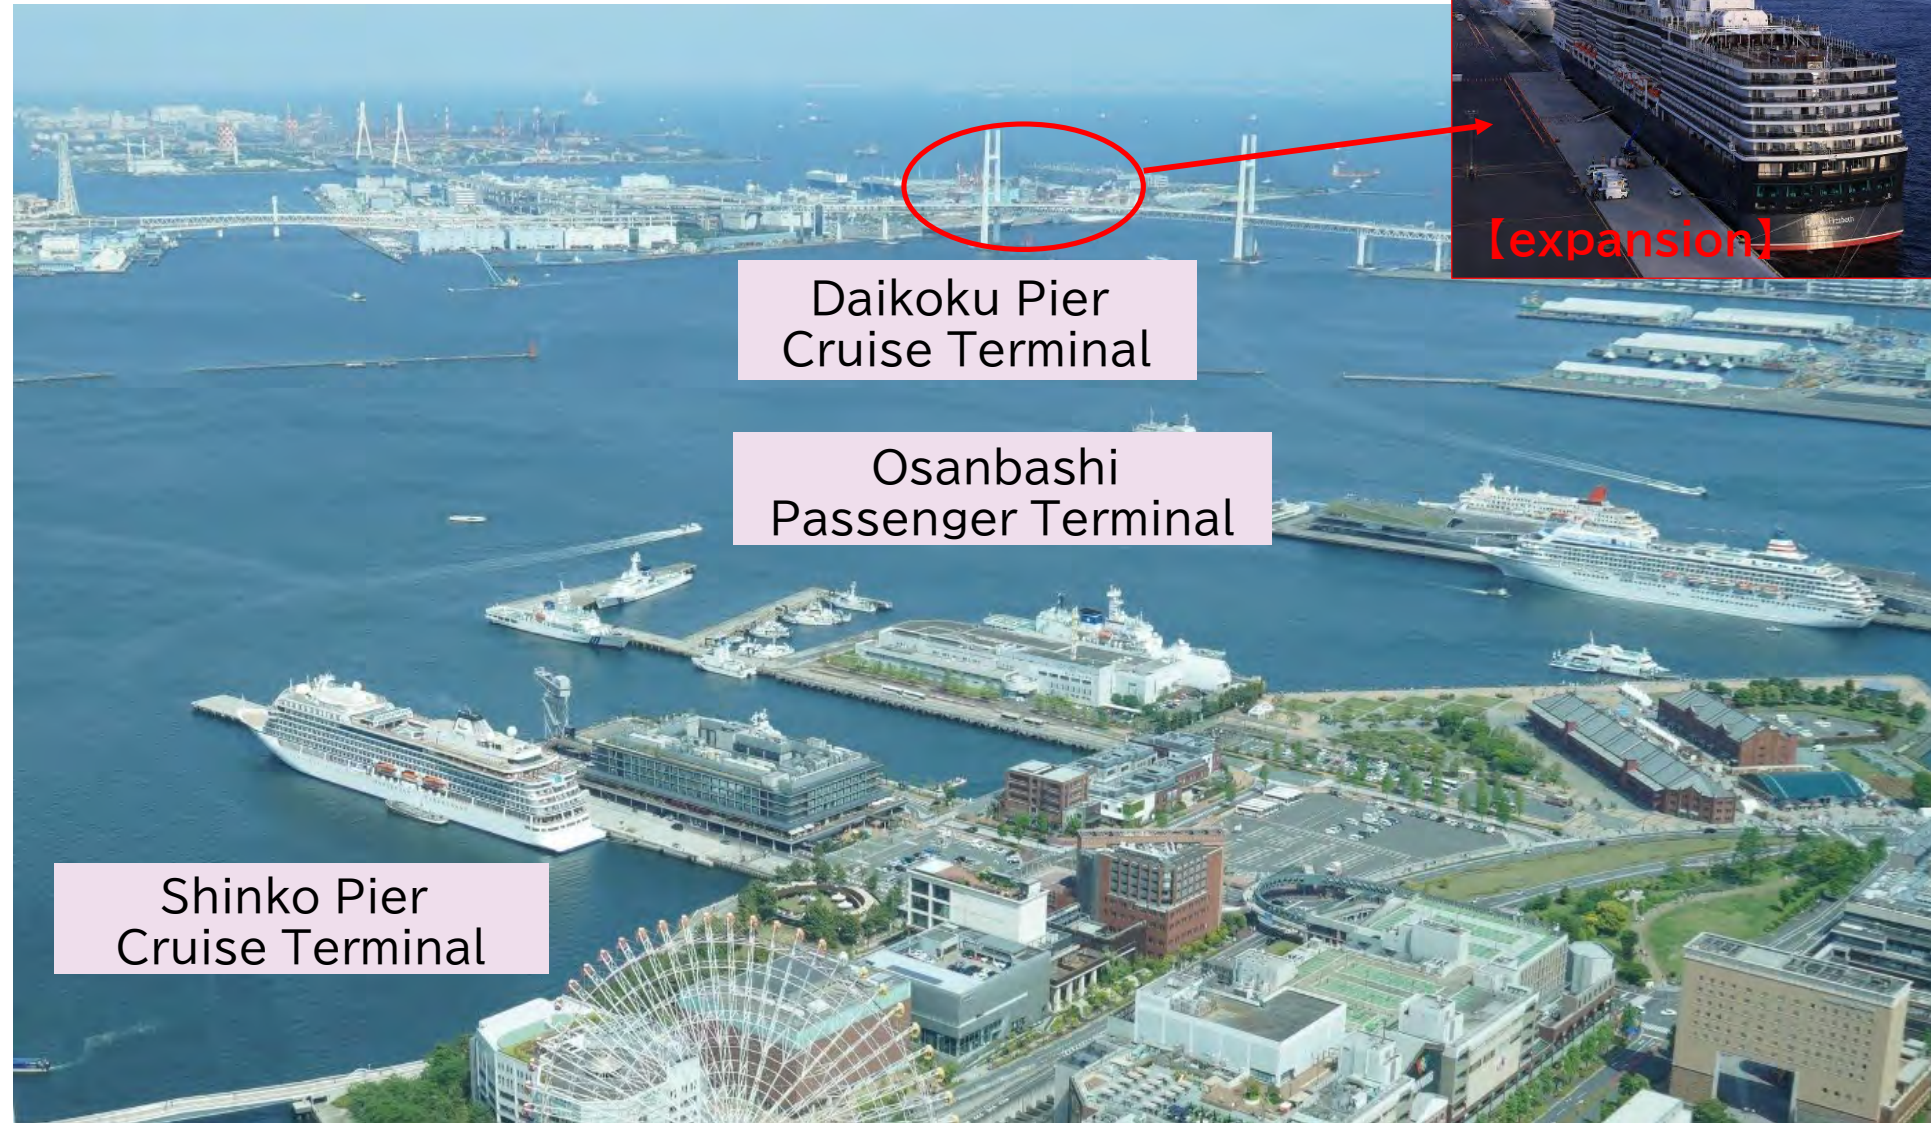 【expansion】
Daikoku Pier
Cruise Terminal
Osanbashi
Passenger Terminal
Shinko Pier
Cruise Terminal